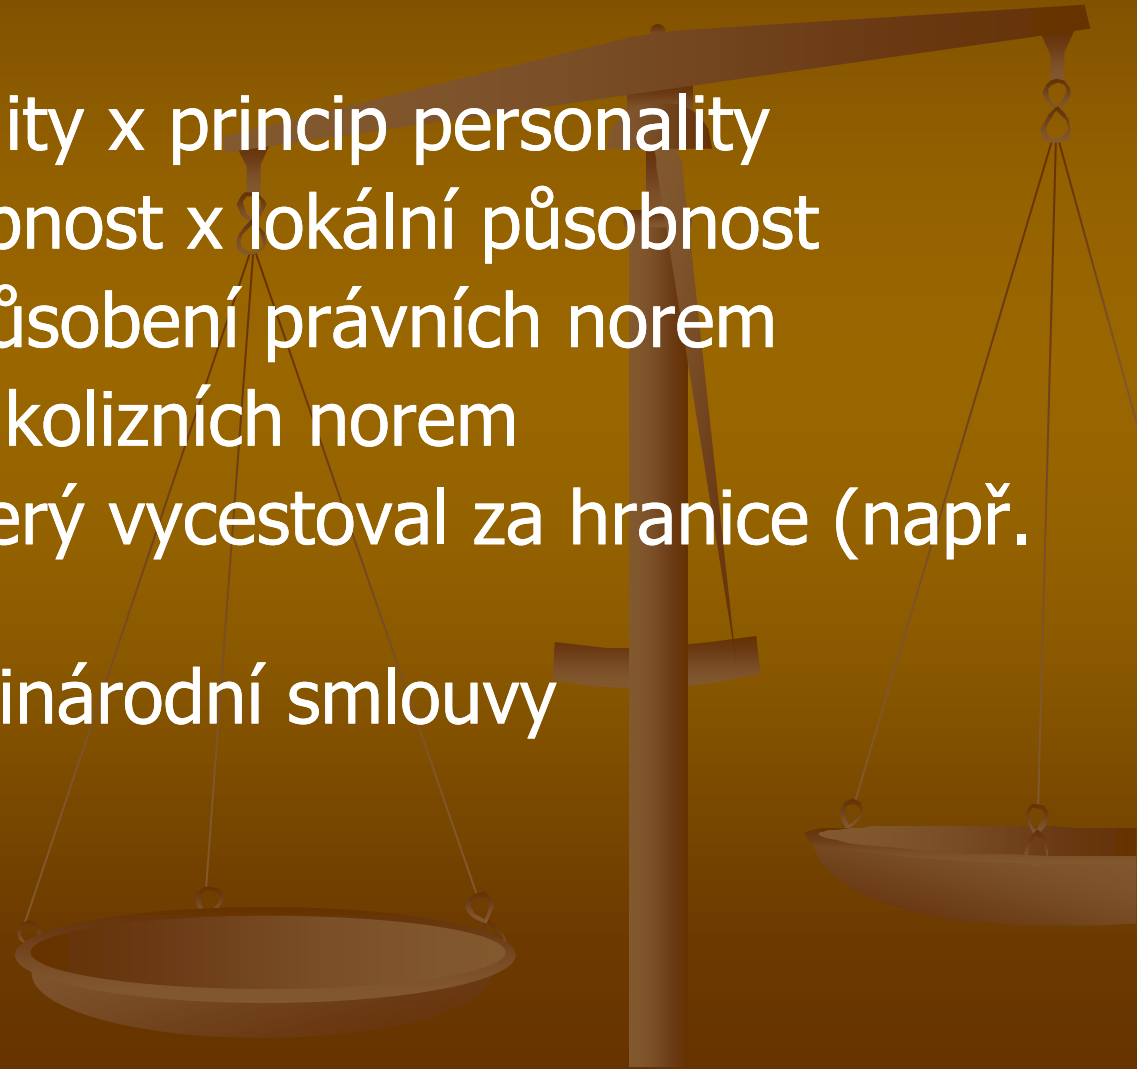 ity x princip personality
bnost x lokální působnost
ůsobení právních norem
kolizních norem
erý vycestoval za hranice (např.
inárodní smlouvy